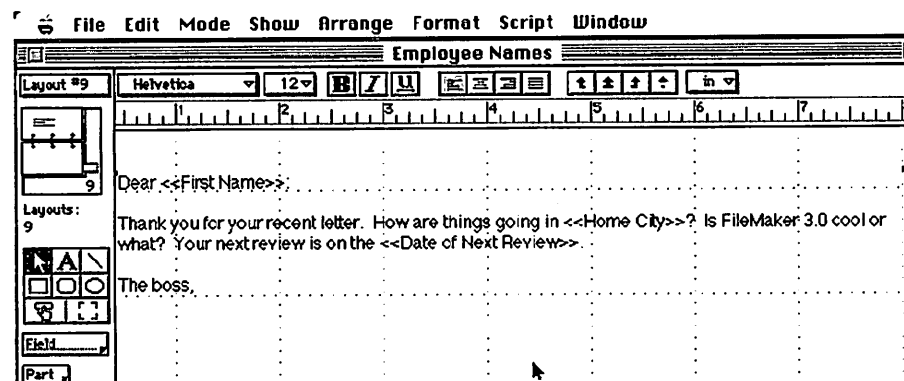 File Edit Mode Show Arrange Format Script Window
Employee Names
Layout #9 Helvetica 12 B I U in
1 2 3 4 5 6 7
9
Dear <<First Name>>:
Layouts:
9
Thank you for your recent letter. How are things going in <<Home City>>? Is FileMaker 3.0 cool or
what? Your next review is on the <<Date of Next Review>>.
A
The boss,
Field
Part